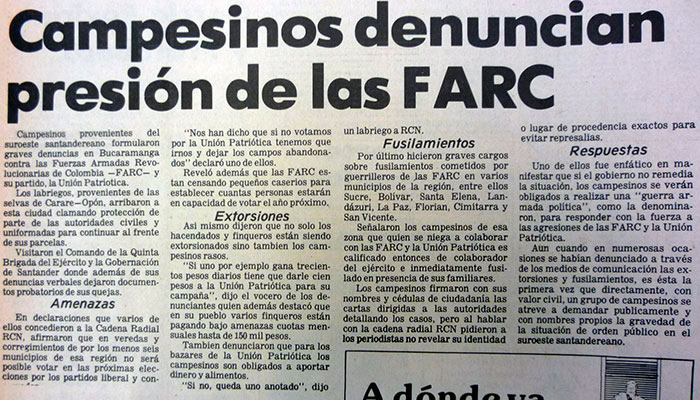 Campesinos denuncian
presión de las FARC
Campesinos provenientes del
suroeste santandereano formularon
graves denuncias en Bucaramanga
contra las Fuerzas Armadas Revo-
lucionarias de Colombia —FARC— y
su partido, la Unión Patriótica.
Los labriegos, provenientes de las
selvas de Carare-Opón, arribaron a
esta ciudad clamando protección de
parte de las autoridades civiles y
uniformadas para continuar al frente
de sus parcelas.
Visitaron el Comando de la Quinta
Brigada del Ejército y la Gobernación
de Santander donde además de sus
denuncias verbales dejaron documen-
tos probatorios de sus quejas.
Amenazas
En declaraciones que varios de
ellos concedieron a la Cadena Radial
RCN, afirmaron que en veredas y
corregimientos de por los menos seis
municipios de esa región no será
posible votar en las próximas elec-
ciones por los partidos liberal y con-
"Nos han dicho que si no votamos
por la Unión Patriótica tenemos que
irnos y dejar los campos abandona-
dos" declaró uno de ellos.
Reveló además que las FARC es-
tan censando pequeños caserios para
establecer cuantas personas estarán
en capacidad de votar el año próximo.
Extorsiones
Asi mismo dijeron que no solo los
hacendados y finqueros están siendo
extorsionados sino tambien los cam-
pesinos rasos.
"Si uno por ejemplo gana trecien-
tos pesos diarios tiene que darle cien
pesos a la Unión Patriótica para su
campaña", dijo el vocero de los de-
nunciantes quien además destacó que
en su pueblo varios finqueros están
pagando bajo amenazas cuotas men-
suales hasta de 150 mil pesos.
Tambien denunciaron que para los
bazares de la Unión Patriótica los
campesinos son obligados a aportar
dinero y alimentos.
"Si no, queda uno anotado", dijo
un labriego a RCN.
Fusilamientos
Por último hicieron graves cargos
sobre fusilamientos cometidos por
guerrilleros de las FARC en varios
municipios de la región, entre ellos
Sucre, Bolivar, Santa Elena, Lan-
dázuri, La Paz, Florian, Cimitarra y
San Vicente.
Señalaron los campesinos de esa
zona que quien se niega a colaborar
con las FARC y la Unión Patriótica es
calificado entonces de colaborador
del ejército e inmediatamente fusi-
lado en presencia de sus familiares.
Los campesinos firmaron con sus
nombres y cédulas de ciudadanía las
cartas dirigidas a las autoridades
detallando los casos, pero al hablar
con la cadena radial RCN pidieron a
los periodistas no revelar su identidad
o lugar de procedencia exactos para
evitar represalias.
Respuestas
Uno de ellos fue enfático en ma-
nifestar que si el gobierno no remedia
la situación, los campesinos se verán
obligados a realizar una "guerra ar-
mada política", como la denomina-
ron, para responder con la fuerza a
las agresiones de las FARC y la Unión
Patriótica.
Aun cuando en numerosas ocasio-
nes se habían denunciado a través
de los medios de comunicación las ex-
torsiones y fusilamientos, es ésta la
primera vez que directamente, con
valor civil, un grupo de campesinos se
atreve a demandar publicamente y
con nombres propios la gravedad de
la situación de orden público en el
suroeste santandereano.
A dónde va